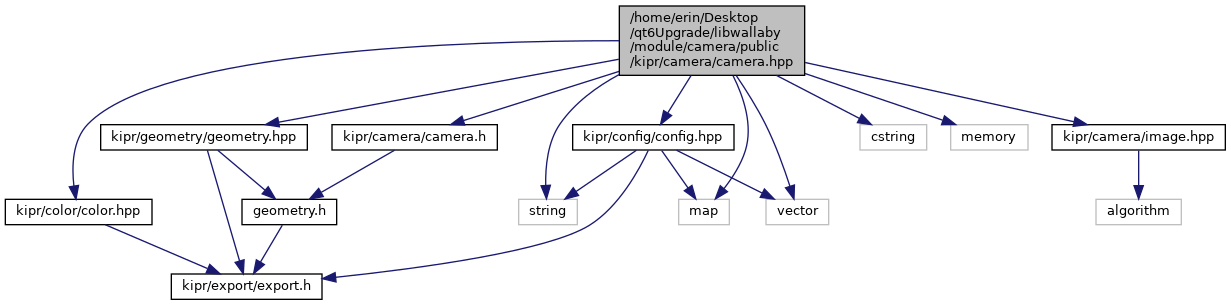 /home/erin/Desktop
/qt6Upgrade/libwallaby
/module/camera/public
/kipr/camera/camera.hpp
kipr/geometry/geometry.hpp
kipr/camera/camera.h
kipr/config/config.hpp
cstring
memory
kipr/camera/image.hpp
kipr/color/color.hpp
geometry.h
string
map
vector
algorithm
kipr/export/export.h